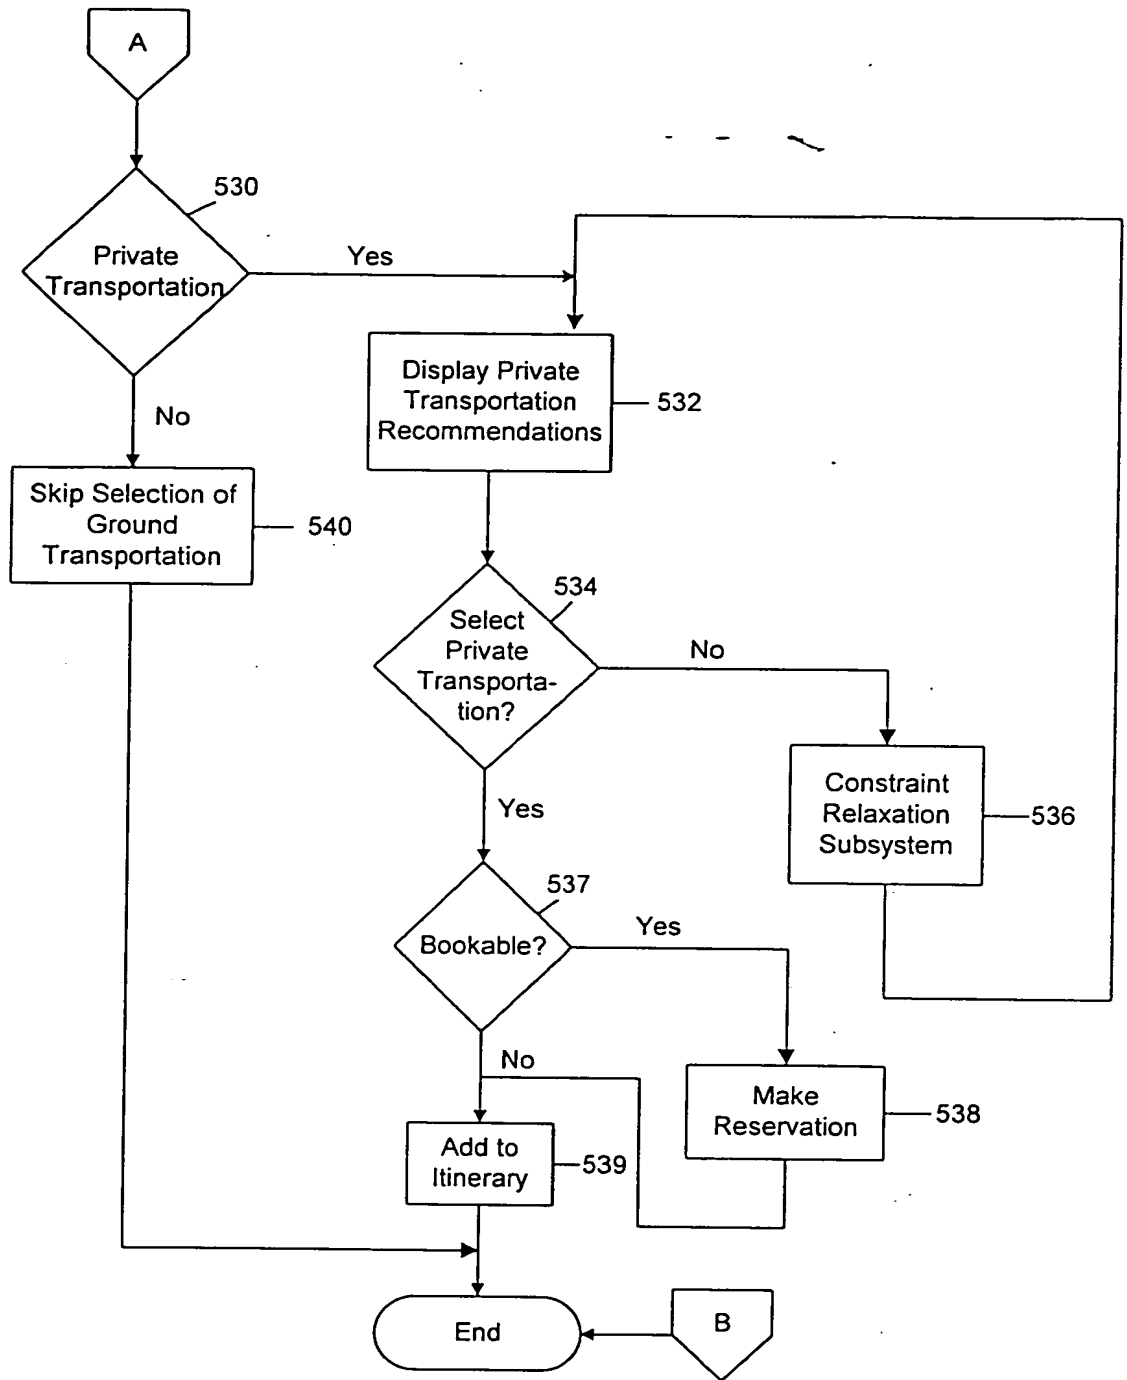 A
530
Private
Transportation
Yes
No
Display Private
Transportation
Recommendations
532
Skip Selection of
Ground
Transportation
540
534
Select
Private
Transporta-
tion?
No
Yes
Constraint
Relaxation
Subsystem
536
537
Bookable?
Yes
No
Make
Reservation
538
Add to
Itinerary
539
End
B